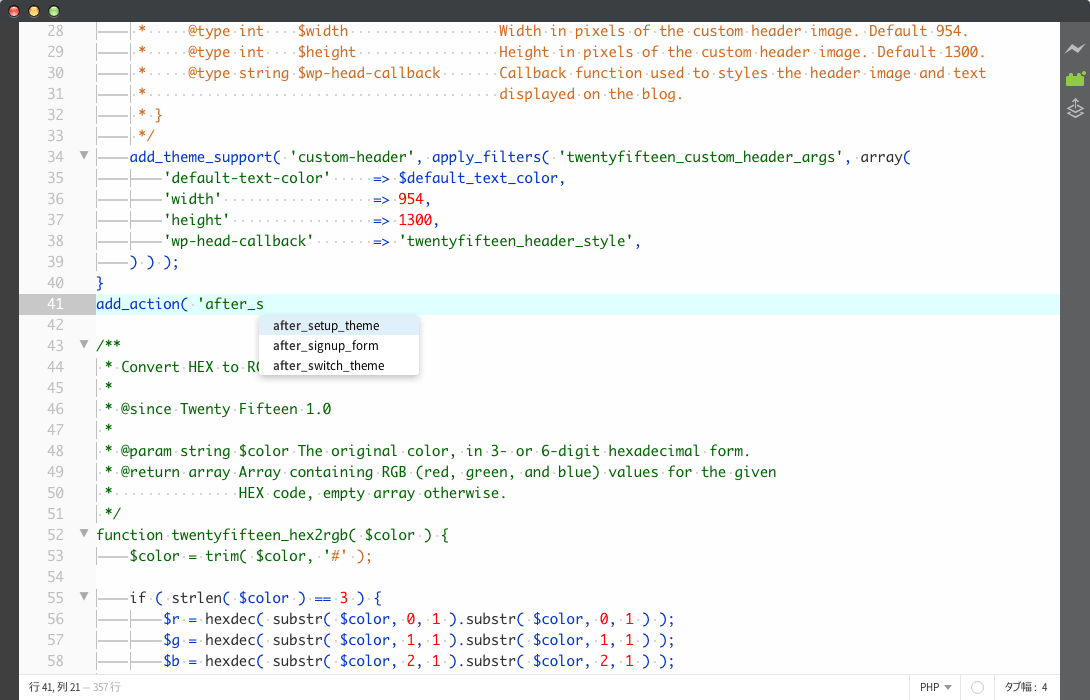 28 * @type int $width Width in pixels of the custom header image. Default 954.
29 * @type int $height Height in pixels of the custom header image. Default 1300.
30 * @type string $wp-head-callback Callback function used to styles the header image and text
31 * displayed on the blog.
32 * }
33 */
34 add_theme_support( 'custom-header', apply_filters( 'twentyfifteen_custom_header_args', array(
35 'default-text-color' => $default_text_color,
36 'width' => 954,
37 'height' => 1300,
38 'wp-head-callback' => 'twentyfifteen_header_style',
39 ) ) );
40 }
41 add_action( 'after_s
42
after_setup_theme
after_signup_form
after_switch_theme
43 /**
44 * Convert HEX to
45 *
46 * @since Twenty Fifteen 1.0
47 *
48 * @param string $color The original color, in 3- or 6-digit hexadecimal form.
49 * @return array Array containing RGB (red, green, and blue) values for the given
50 * HEX code, empty array otherwise.
51 */
52 function twentyfifteen_hex2rgb( $color ) {
53 $color = trim( $color, '#' );
54
55 if ( strlen( $color ) == 3 ) {
56 $r = hexdec( substr( $color, 0, 1 ).substr( $color, 0, 1 ) );
57 $g = hexdec( substr( $color, 1, 1 ).substr( $color, 1, 1 ) );
58 $b = hexdec( substr( $color, 2, 1 ).substr( $color, 2, 1 ) );
行 41, 列 21 — 357 行 PHP タブ幅: 4